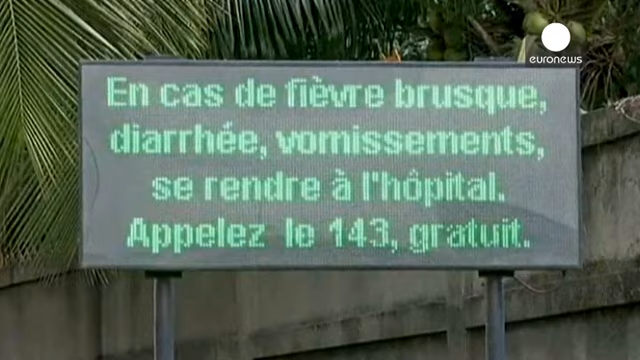 euronews
En cas de fièvre brusque,
diarrhée, vomissements,
se rendre à l'hôpital.
Appelez le 143, gratuit.